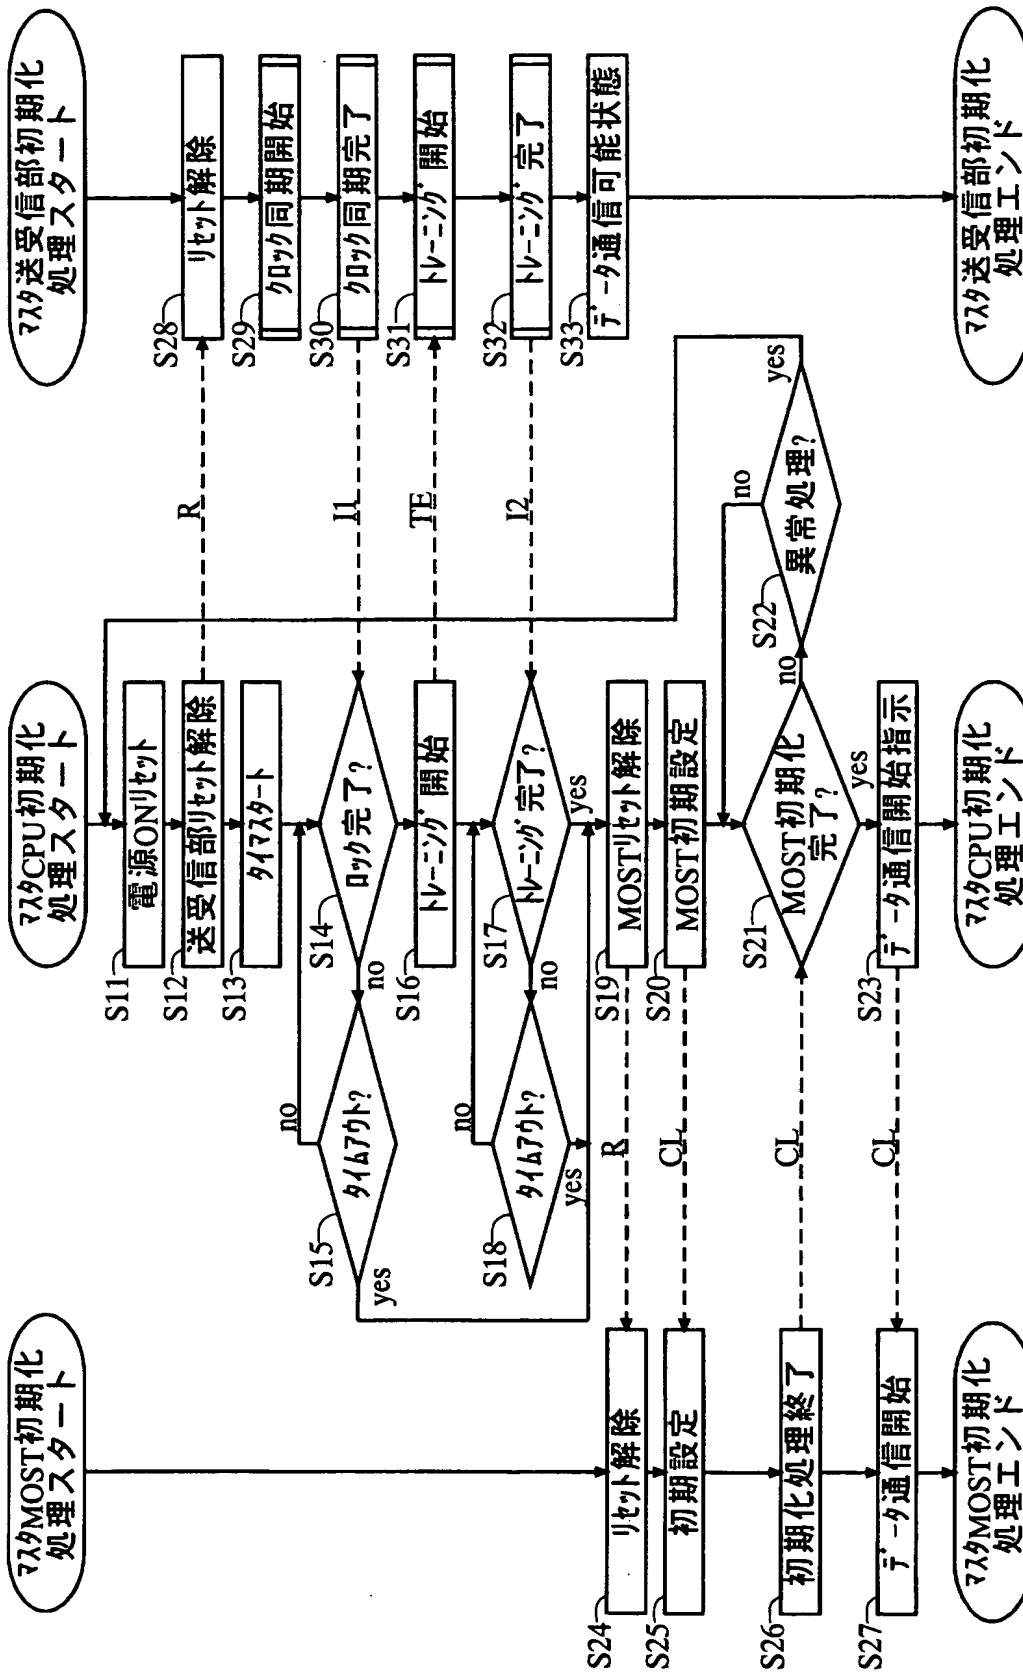 マスタMOST初期化
処理スタート
S24
リセット解除
S25
初期設定
S26
初期化処理終了
S27
データ通信開始
マスタMOST初期化
処理エンド
R
CL
CL
CL
マスタCPU初期化
処理スタート
S11
電源ONリセット
S12
送受信部リセット解除
S13
タイマスタート
S14
ロック完了?
no
S15
タイムアウト?
no
yes
S16
トレーニング開始
S17
トレーニング完了?
no
yes
S18
タイムアウト?
no
yes
S19
MOSTリセット解除
S20
MOST初期設定
S21
MOST初期化
完了?
no
yes
S22
異常処理?
no
yes
S23
データ通信開始指示
マスタCPU初期化
処理エンド
R
I1
TE
I2
マスタ送受信部初期化
処理スタート
S28
リセット解除
S29
クロック同期開始
S30
クロック同期完了
S31
トレーニング開始
S32
トレーニング完了
S33
データ通信可能状態
マスタ送受信部初期化
処理エンド